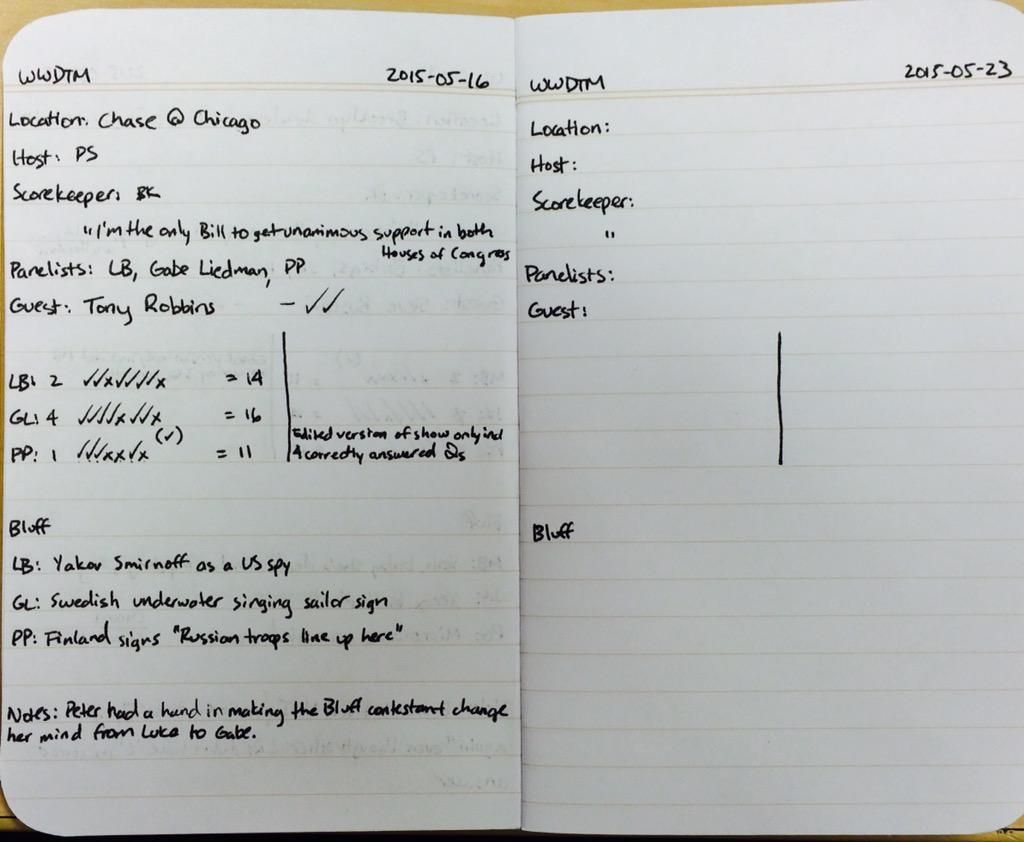 WWDTM 2015-05-16
Location: Chase @ Chicago
Host: PS
Scorekeeper: BK
" I'm the only Bill to get unanimous support in both
Houses of Congress
Panelists: LB, Gabe Liedman, PP
Guest: Tony Robbins - ✓✓
LB: 2 ✓✓x✓✓✓✓x = 14
GL: 4 ✓✓✓✓x✓✓x = 16
PP: 1 ✓✓✓xx✓x (✓) = 11
Edited version of show only incl
4 correctly answered Qs
Bluff
LB: Yakov Smirnoff as a US spy
GL: Swedish underwater singing sailor sign
PP: Finland signs "Russian troops line up here"
Notes: Peter had a hand in making the Bluff contestant change
her mind from Luke to Gabe.
WWDTM 2015-05-23
Location:
Host:
Scorekeeper:
"
Panelists:
Guest:
Bluff